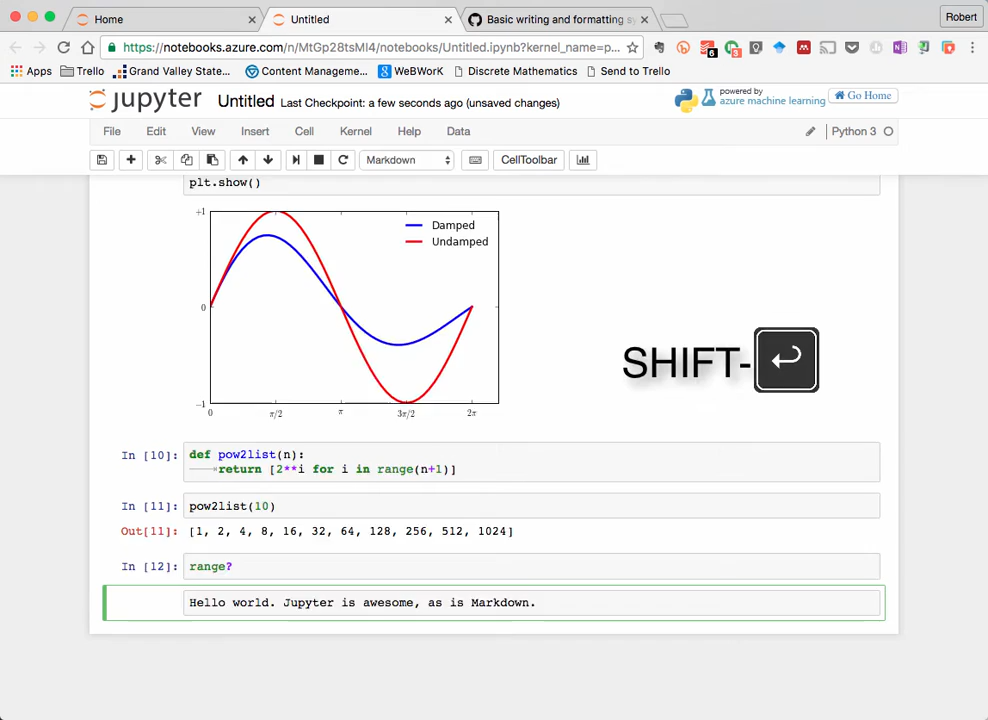 Home
Untitled
Basic writing and formatting sy
Robert
https://notebooks.azure.com/n/MtGp28tsMI4/notebooks/Untitled.ipynb?kernel_name=p...
6
3
Apps
Trello
Grand Valley State...
Content Manageme...
WeBWorK
Discrete Mathematics
Send to Trello
jupyter Untitled Last Checkpoint: a few seconds ago (unsaved changes)
powered by
azure machine learning
Go Home
File Edit View Insert Cell Kernel Help Data
Python 3
Markdown
CellToolbar
plt.show()
+1
Damped
Undamped
0
−1
0 π/2 π 3π/2 2π
SHIFT-
In [10]: def pow2list(n):
return [2**i for i in range(n+1)]
In [11]: pow2list(10)
Out[11]: [1, 2, 4, 8, 16, 32, 64, 128, 256, 512, 1024]
In [12]: range?
Hello world. Jupyter is awesome, as is Markdown.